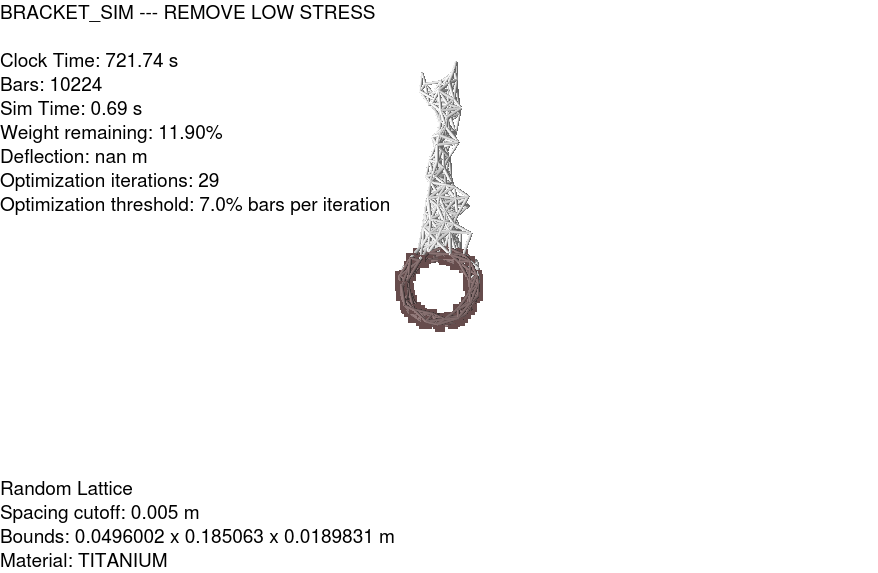 BRACKET_SIM --- REMOVE LOW STRESS
Clock Time: 721.74 s
Bars: 10224
Sim Time: 0.69 s
Weight remaining: 11.90%
Deflection: nan m
Optimization iterations: 29
Optimization threshold: 7.0% bars per iteration
Random Lattice
Spacing cutoff: 0.005 m
Bounds: 0.0496002 x 0.185063 x 0.0189831 m
Material: TITANIUM